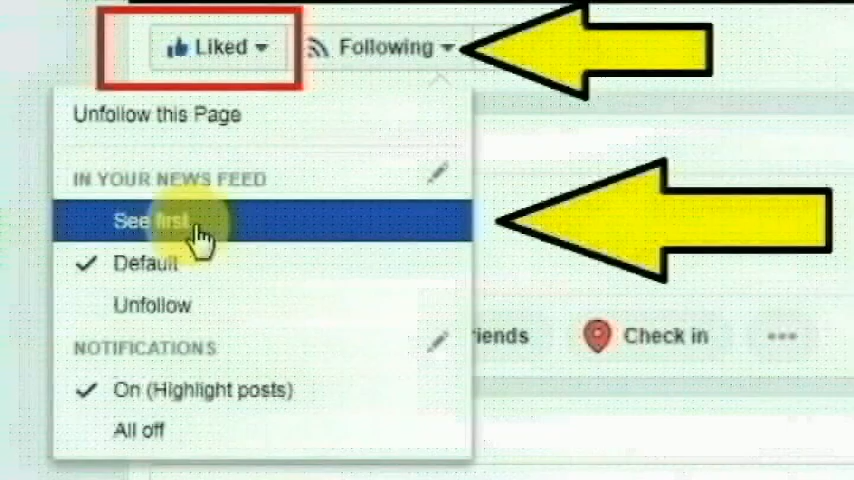 Liked
Following
Unfollow this Page
IN YOUR NEWS FEED
See first
Default
Unfollow
riends
Check in
NOTIFICATIONS
On (Highlight posts)
All off